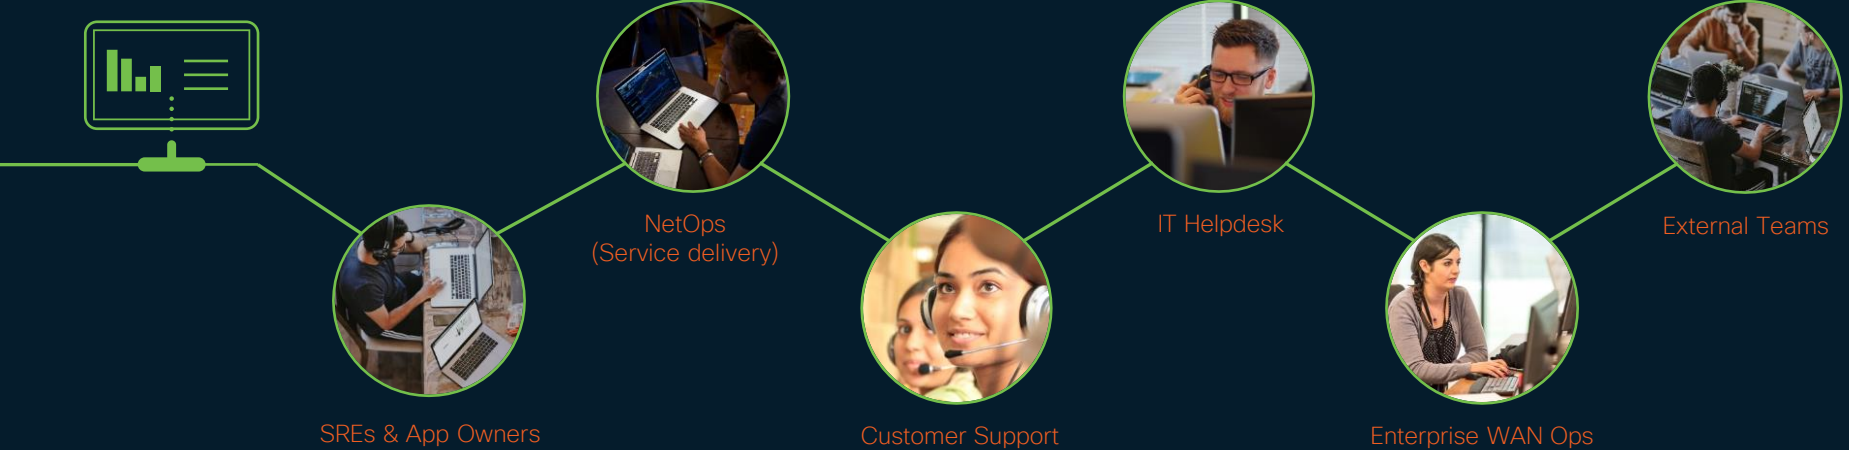 NetOps
(Service delivery)
IT Helpdesk
External Teams
SREs & App Owners
Customer Support
Enterprise WAN Ops